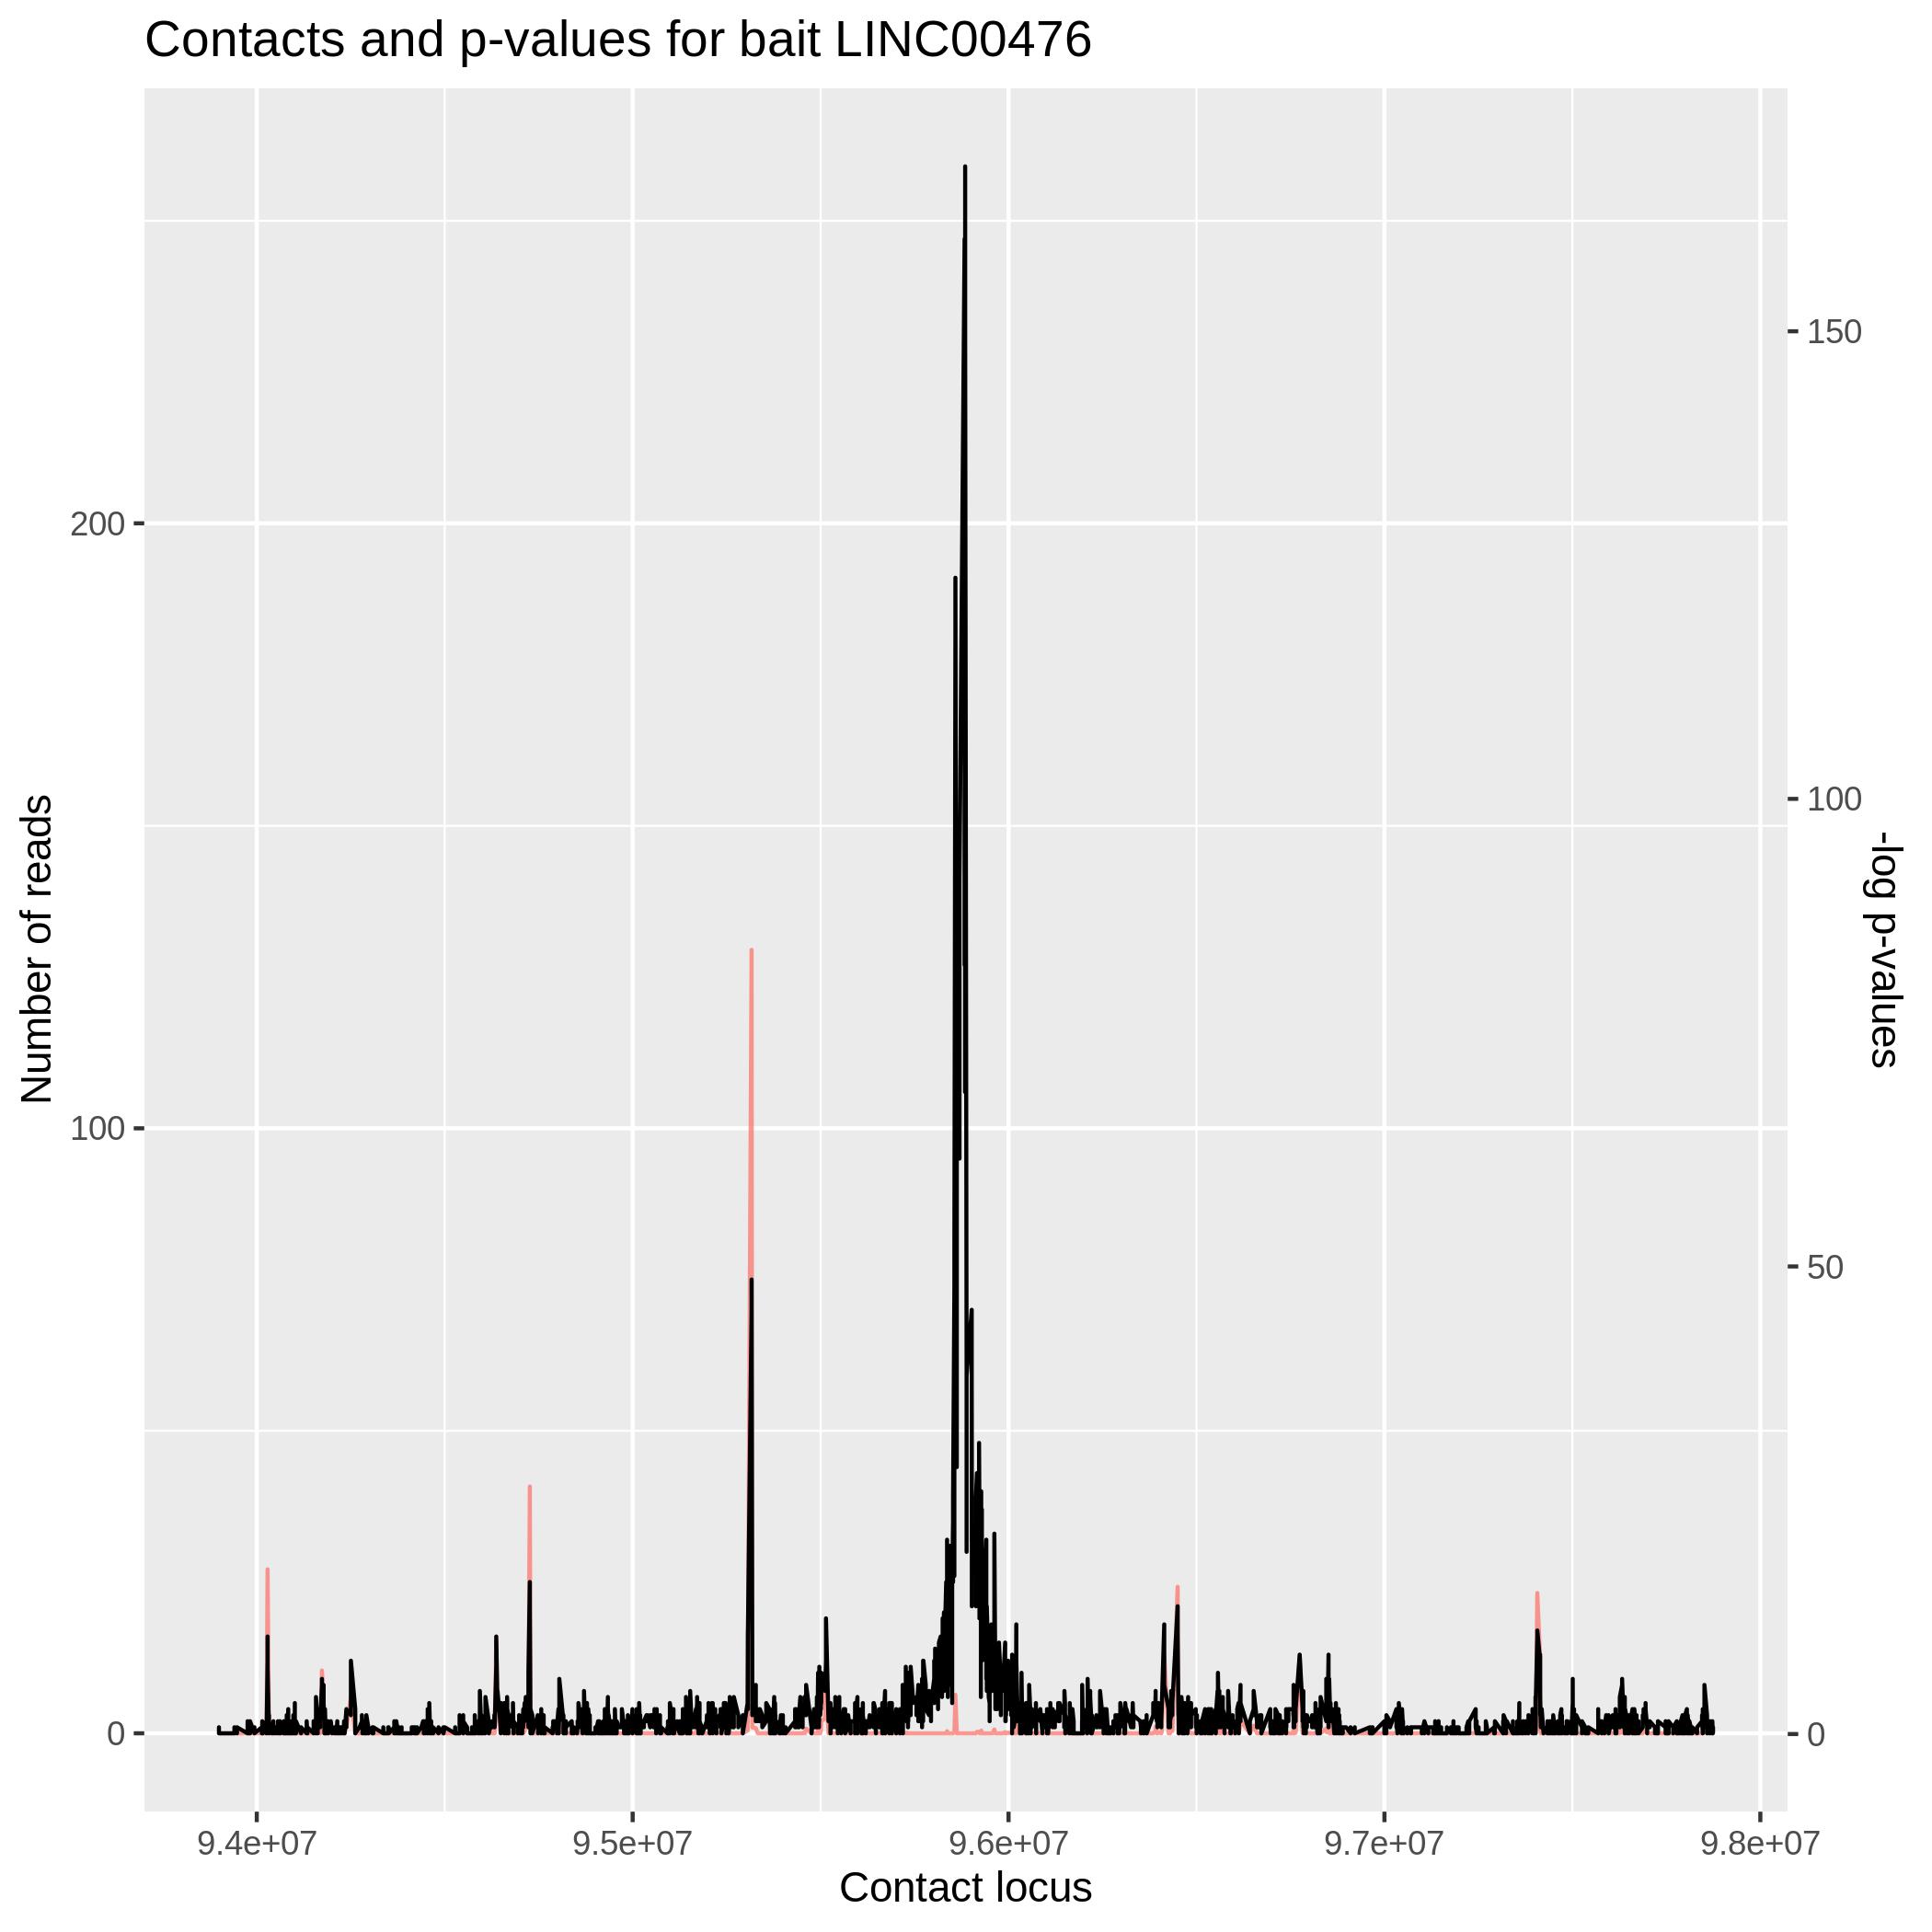 Contacts and p-values for bait LINC00476
Number of reads
200
100
0
150
100
50
0
-log p-values
9.4e+07
9.5e+07
9.6e+07
9.7e+07
9.8e+07
Contact locus